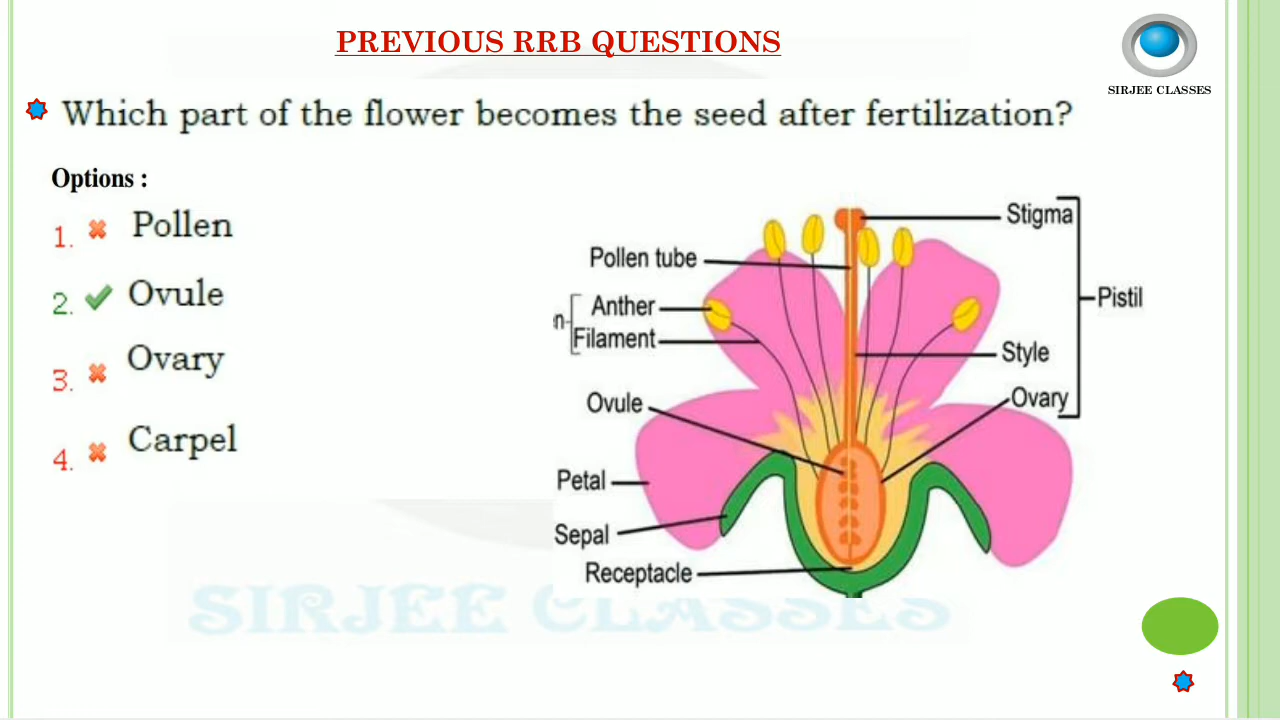 PREVIOUS RRB QUESTIONS
SIRJEE CLASSES
Which part of the flower becomes the seed after fertilization?
Options :
1. Pollen
2. Ovule
3. Ovary
4. Carpel
Stigma
Pollen tube
Pistil
Anther
n
Filament
Style
Ovule
Ovary
Petal
Sepal
Receptacle
SIRJEE CLASSES